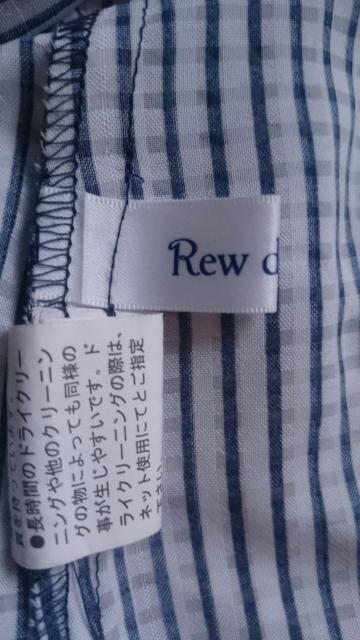 Rew d
●長時間のドライクリー
ニングや他のクリーニン
グの物によっても同様の
事が生じやすいです。ド
ライクリーニングの際は、
ネット使用にてとご指定